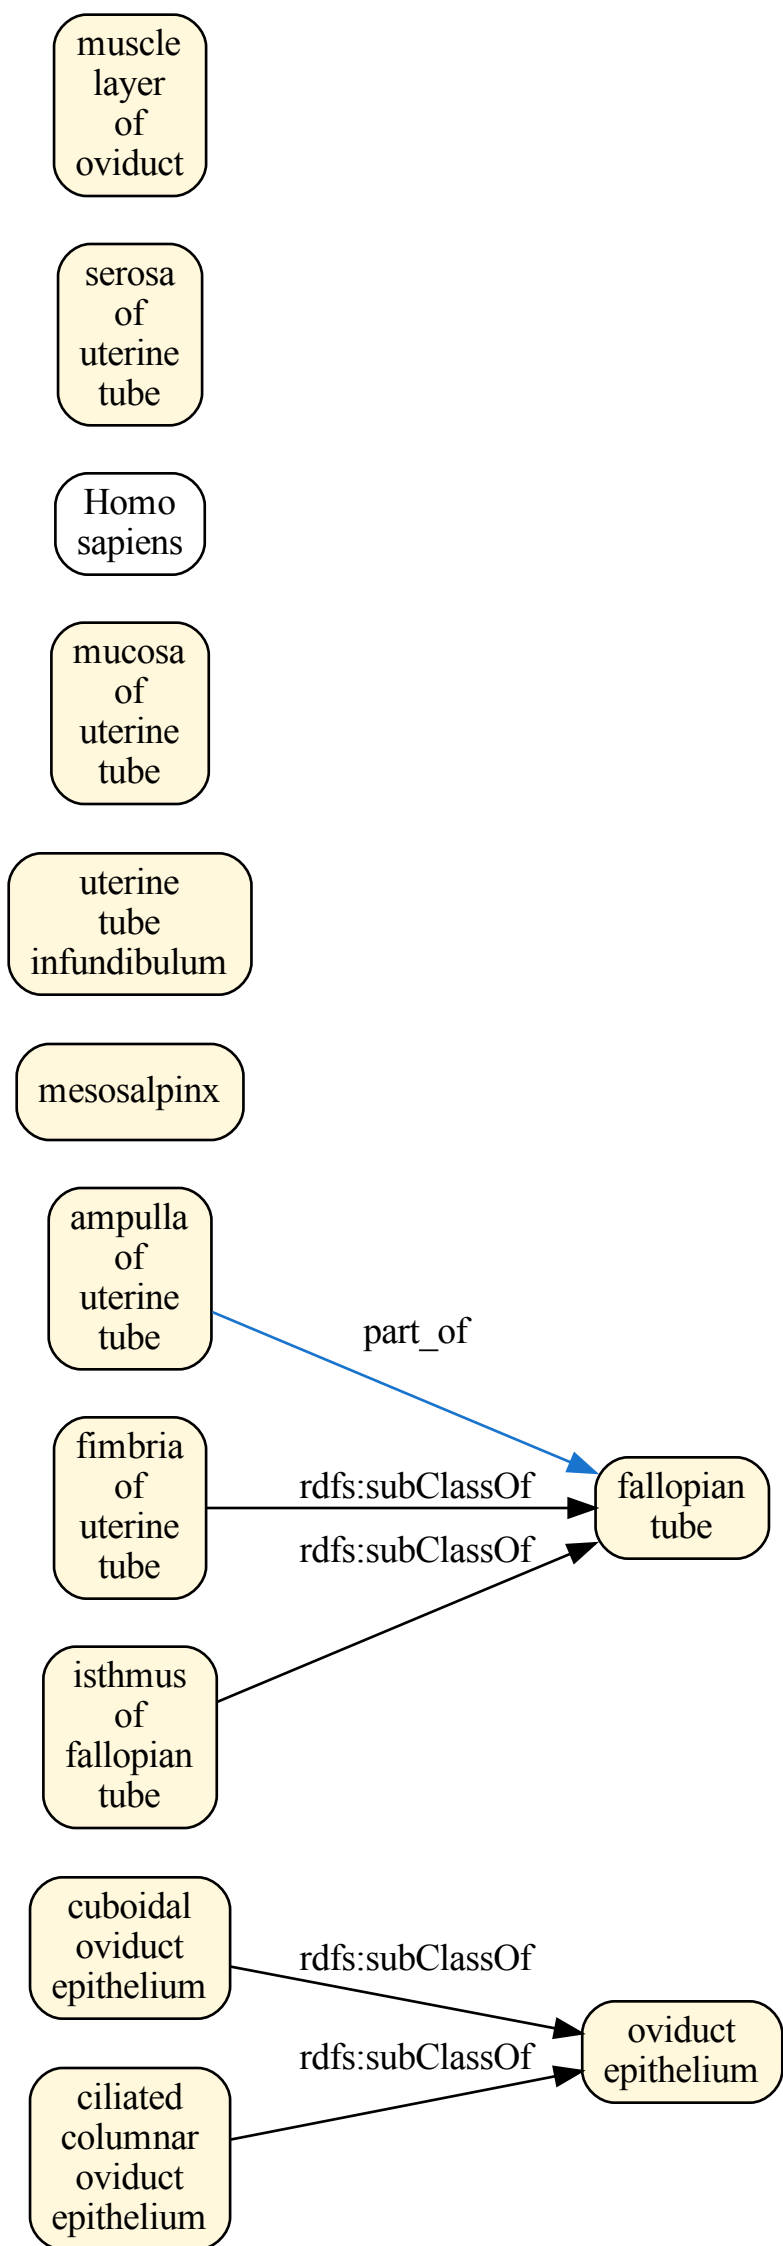 muscle
layer
of
oviduct
serosa
of
uterine
tube
Homo
sapiens
mucosa
of
uterine
tube
uterine
tube
infundibulum
mesosalpinx
ampulla
of
uterine
tube
part_of
fimbria
of
uterine
tube
rdfs:subClassOf
rdfs:subClassOf
fallopian
tube
isthmus
of
fallopian
tube
cuboidal
oviduct
epithelium
rdfs:subClassOf
rdfs:subClassOf
oviduct
epithelium
ciliated
columnar
oviduct
epithelium